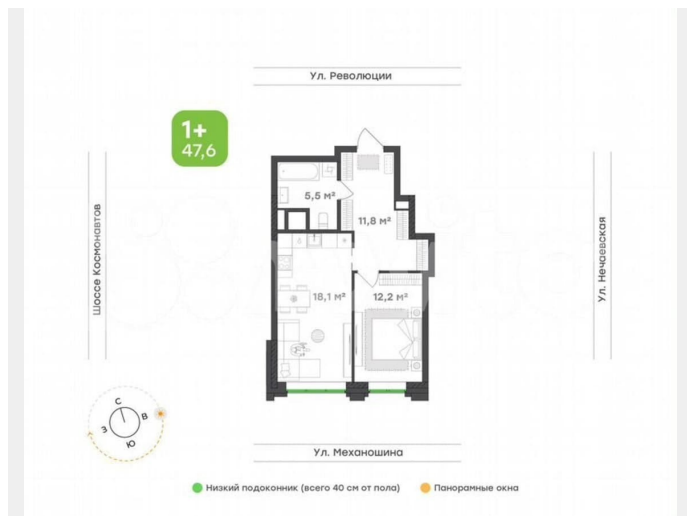 Ул. Революции
1+
47,6
5,5 м²
11,8 м²
Шоссе Космонавтов
Ул. Нечаевская
18,1 м²
12,2 м²
С
В
З
Ю
Ул. Механошина
Низкий подоконник (всего 40 см от пола)
Панорамные окна